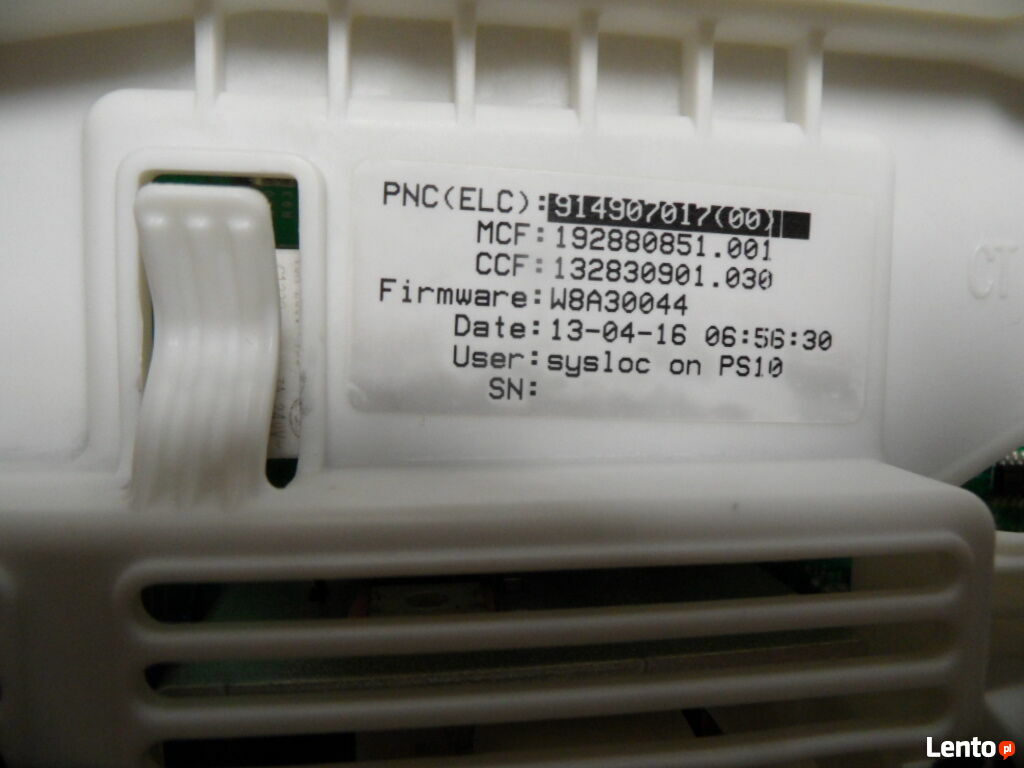 PNC(ELC):914907017(00)
MCF:192880851.001
CCF:132830901.030
Firmware:W8A30044
Date:13-04-16 06:56:30
User:sysloc on PS10
SN:
CT
Lento pl